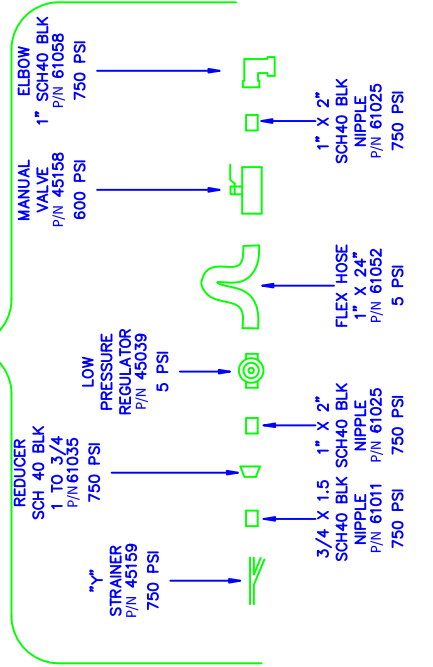 ELBOW
1" SCH40 BLK
P/N 61058
750 PSI
1" X 2"
SCH40 BLK
NIPPLE
P/N 61025
750 PSI
MANUAL
VALVE
P/N 45158
600 PSI
FLEX HOSE
1" X 24"
P/N 61052
5 PSI
LOW
PRESSURE
REGULATOR
P/N 45039
5 PSI
1" X 2"
SCH40 BLK
NIPPLE
P/N 61025
750 PSI
REDUCER
SCH 40 BLK
1 TO 3/4
P/N 61035
750 PSI
3/4 X 1.5
SCH40 BLK
NIPPLE
P/N 61011
750 PSI
"Y"
STRAINER
P/N 45159
750 PSI